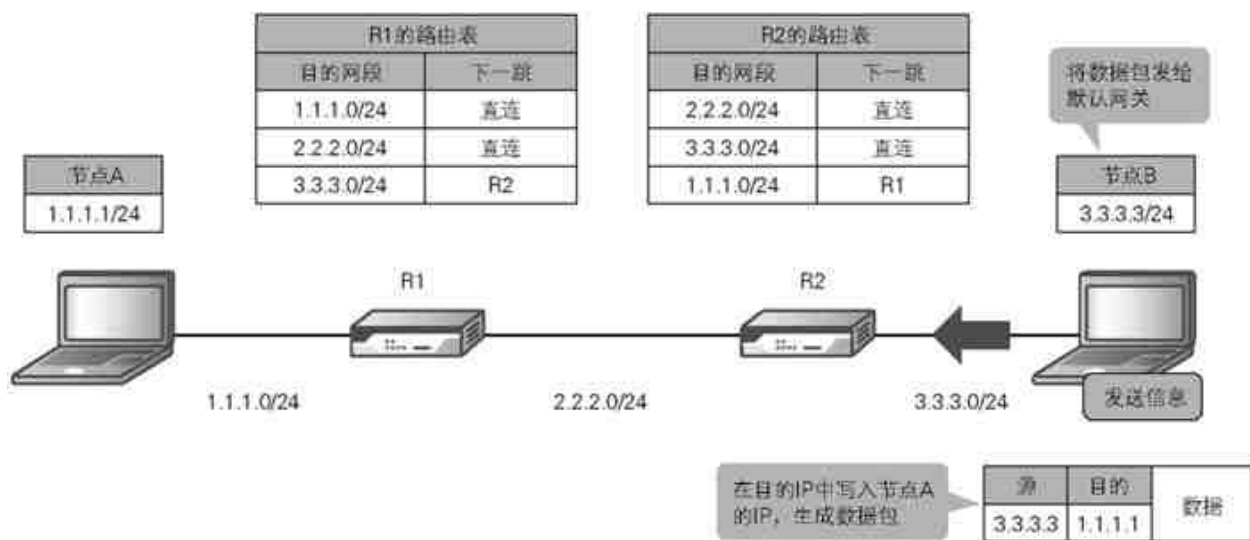 R1的路由表
目的网段 下一跳
1.1.1.0/24 直连
2.2.2.0/24 直连
3.3.3.0/24 R2
R2的路由表
目的网段 下一跳
2.2.2.0/24 直连
3.3.3.0/24 直连
1.1.1.0/24 R1
将数据包发给
默认网关
节点A
1.1.1.1/24
节点B
3.3.3.3/24
R1
R2
1.1.1.0/24
2.2.2.0/24
3.3.3.0/24
发送信息
在目的IP中写入节点A
的IP，生成数据包
源 目的 数据
3.3.3.3 1.1.1.1